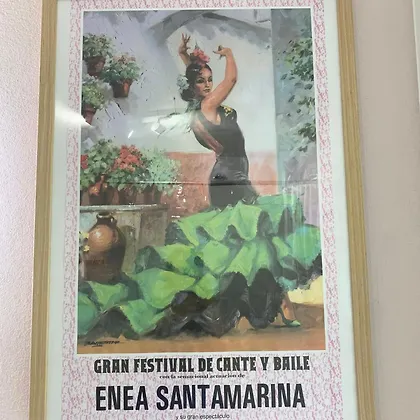 GRAN FESTIVAL DE CANTE Y BAILE
con la sensacional actuación de
ENEA SANTAMARINA
y su gran espectáculo